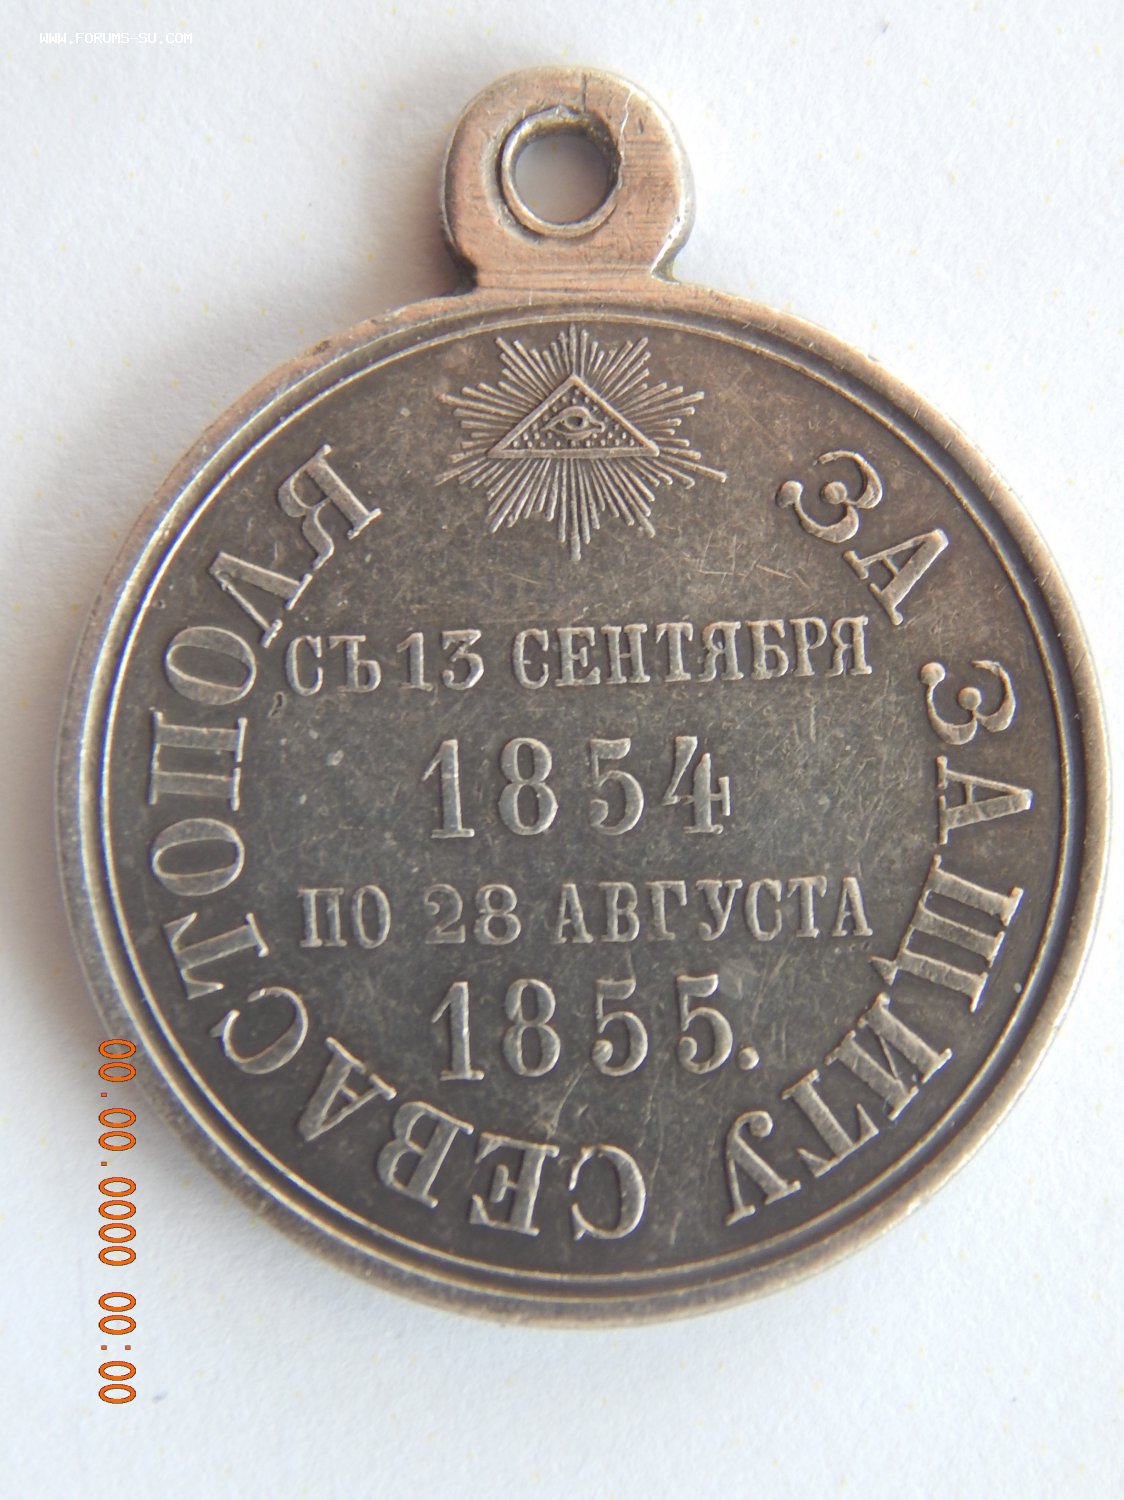 WWW.FORUMS-SU.COM
ЗА ЗАЩИТУ СЕВАСТОПОЛЯ
СЪ 13 СЕНТЯБРЯ
1854
ПО 28 АВГУСТА
1855.
00.00.0000 00:00